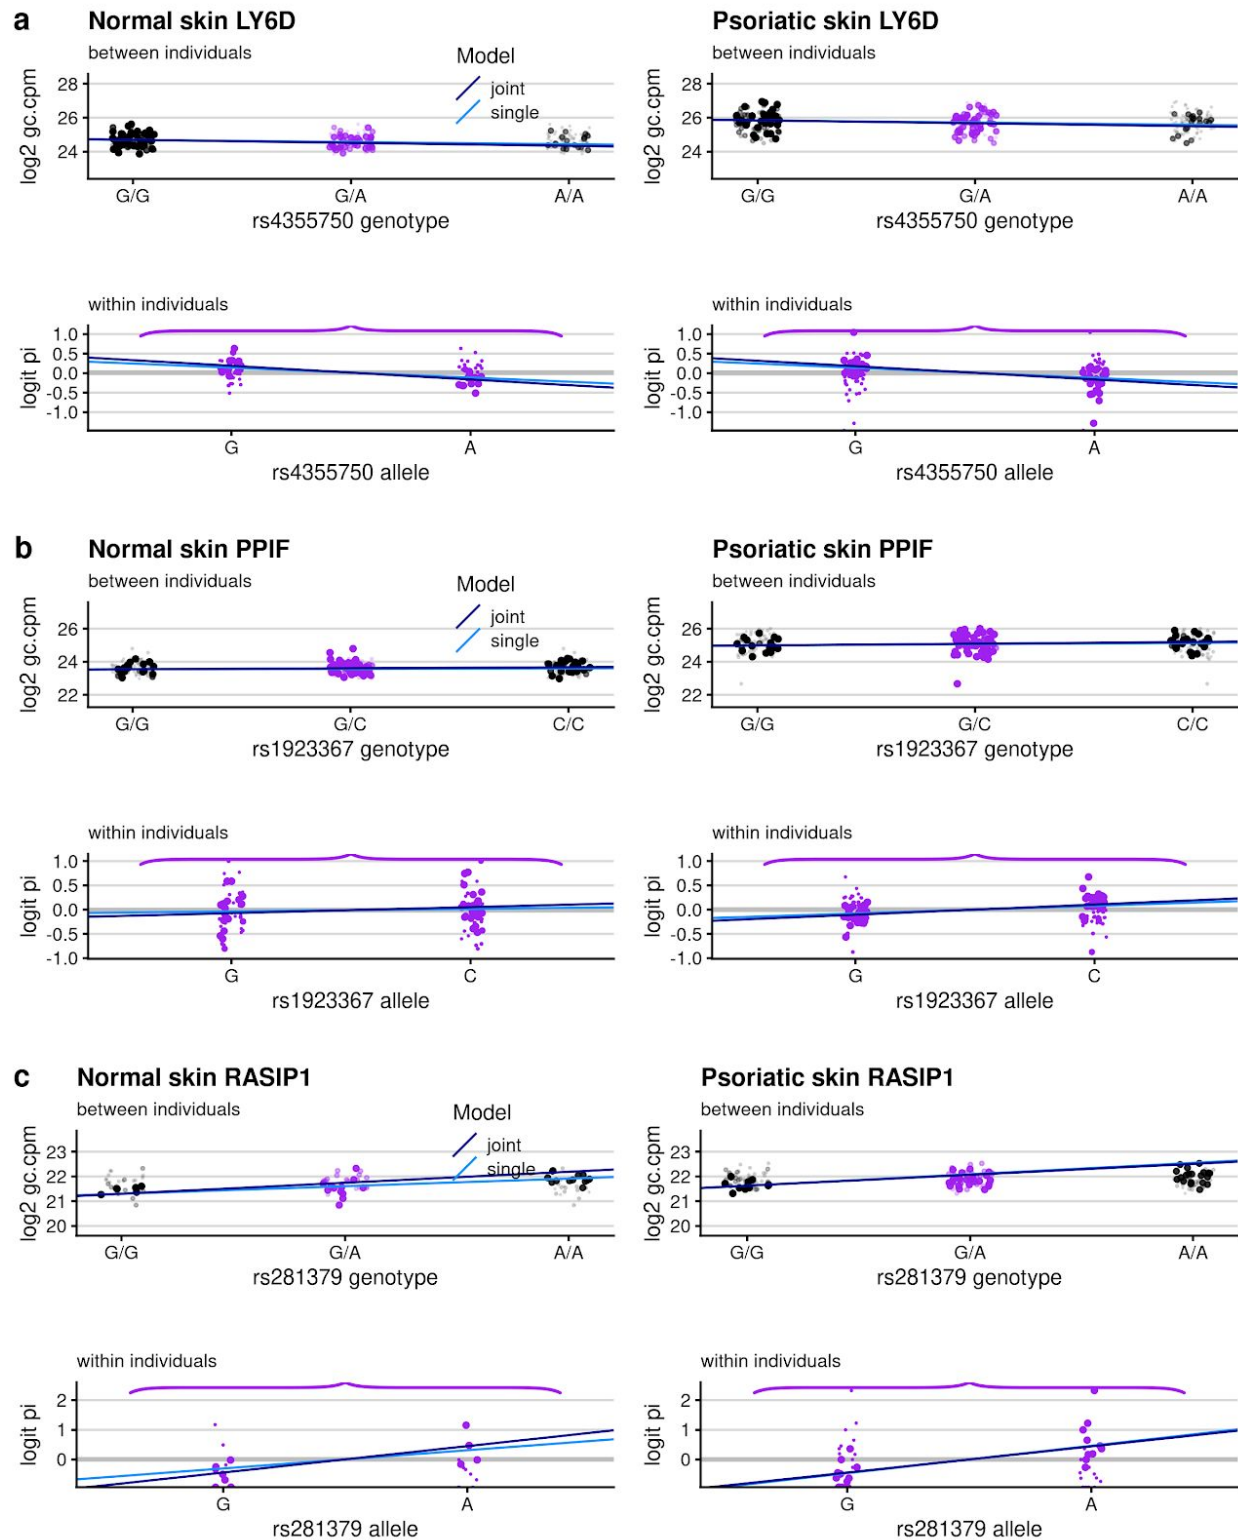 a
Normal skin LY6D
between individuals
log2 gc.cpm
28
26
24
Model
joint
single
G/G
G/A
A/A
rs4355750 genotype
Psoriatic skin LY6D
between individuals
log2 gc.cpm
28
26
24
G/G
G/A
A/A
rs4355750 genotype
within individuals
logit pi
1.0
0.5
0.0
-0.5
-1.0
G
A
rs4355750 allele
within individuals
logit pi
1.0
0.5
0.0
-0.5
-1.0
G
A
rs4355750 allele
b
Normal skin PPIF
between individuals
log2 gc.cpm
26
24
22
Model
joint
single
G/G
G/C
C/C
rs1923367 genotype
Psoriatic skin PPIF
between individuals
log2 gc.cpm
26
24
22
G/G
G/C
C/C
rs1923367 genotype
within individuals
logit pi
1.0
0.5
0.0
-0.5
-1.0
G
C
rs1923367 allele
within individuals
logit pi
1.0
0.5
0.0
-0.5
-1.0
G
C
rs1923367 allele
c
Normal skin RASIP1
between individuals
log2 gc.cpm
23
22
21
20
Model
joint
single
G/G
G/A
A/A
rs281379 genotype
Psoriatic skin RASIP1
between individuals
log2 gc.cpm
23
22
21
20
G/G
G/A
A/A
rs281379 genotype
within individuals
logit pi
2
1
0
G
A
rs281379 allele
within individuals
logit pi
2
1
0
G
A
rs281379 allele